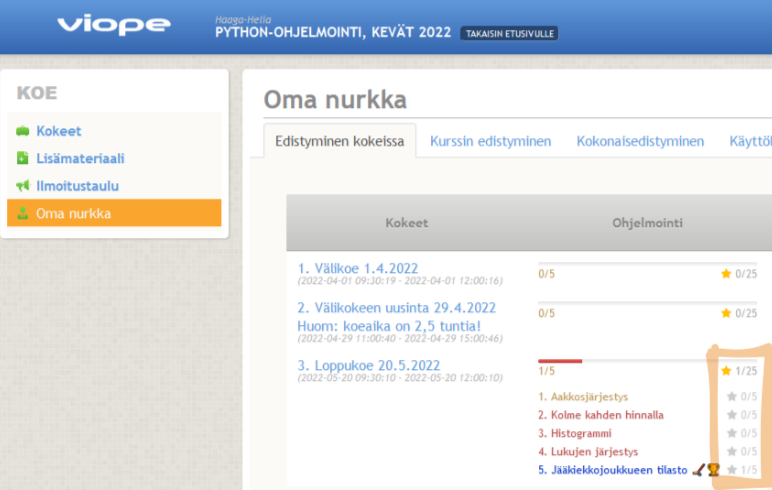 viope
Haaga-Helia
PYTHON-OHJELMOINTI, KEVÄT 2022 TAKAISIN ETUSIVULLE
KOE
Kokeet
Lisämateriaali
Ilmoitustaulu
Oma nurkka
Oma nurkka
Edistyminen kokeissa Kurssin edistyminen Kokonaisedistyminen
Kokeet Ohjelmointi
1. Välikoe 1.4.2022
(2022-04-01 09:30:19 - 2022-04-01 12:00:16)
0/5 0/25
2. Välikokeen uusinta 29.4.2022
Huom: koeaika on 2,5 tuntia!
(2022-04-29 11:00:40 - 2022-04-29 15:00:46)
0/5 0/25
3. Loppukoe 20.5.2022
(2022-05-20 09:30:10 - 2022-05-20 12:00:10)
1/5 1/25
1. Aakkosjärjestys 0/5
2. Kolme kahden hinnalla 0/5
3. Histogrammi 0/5
4. Lukujen järjestys 0/5
5. Jääkiekkojoukkueen tilasto 1/5